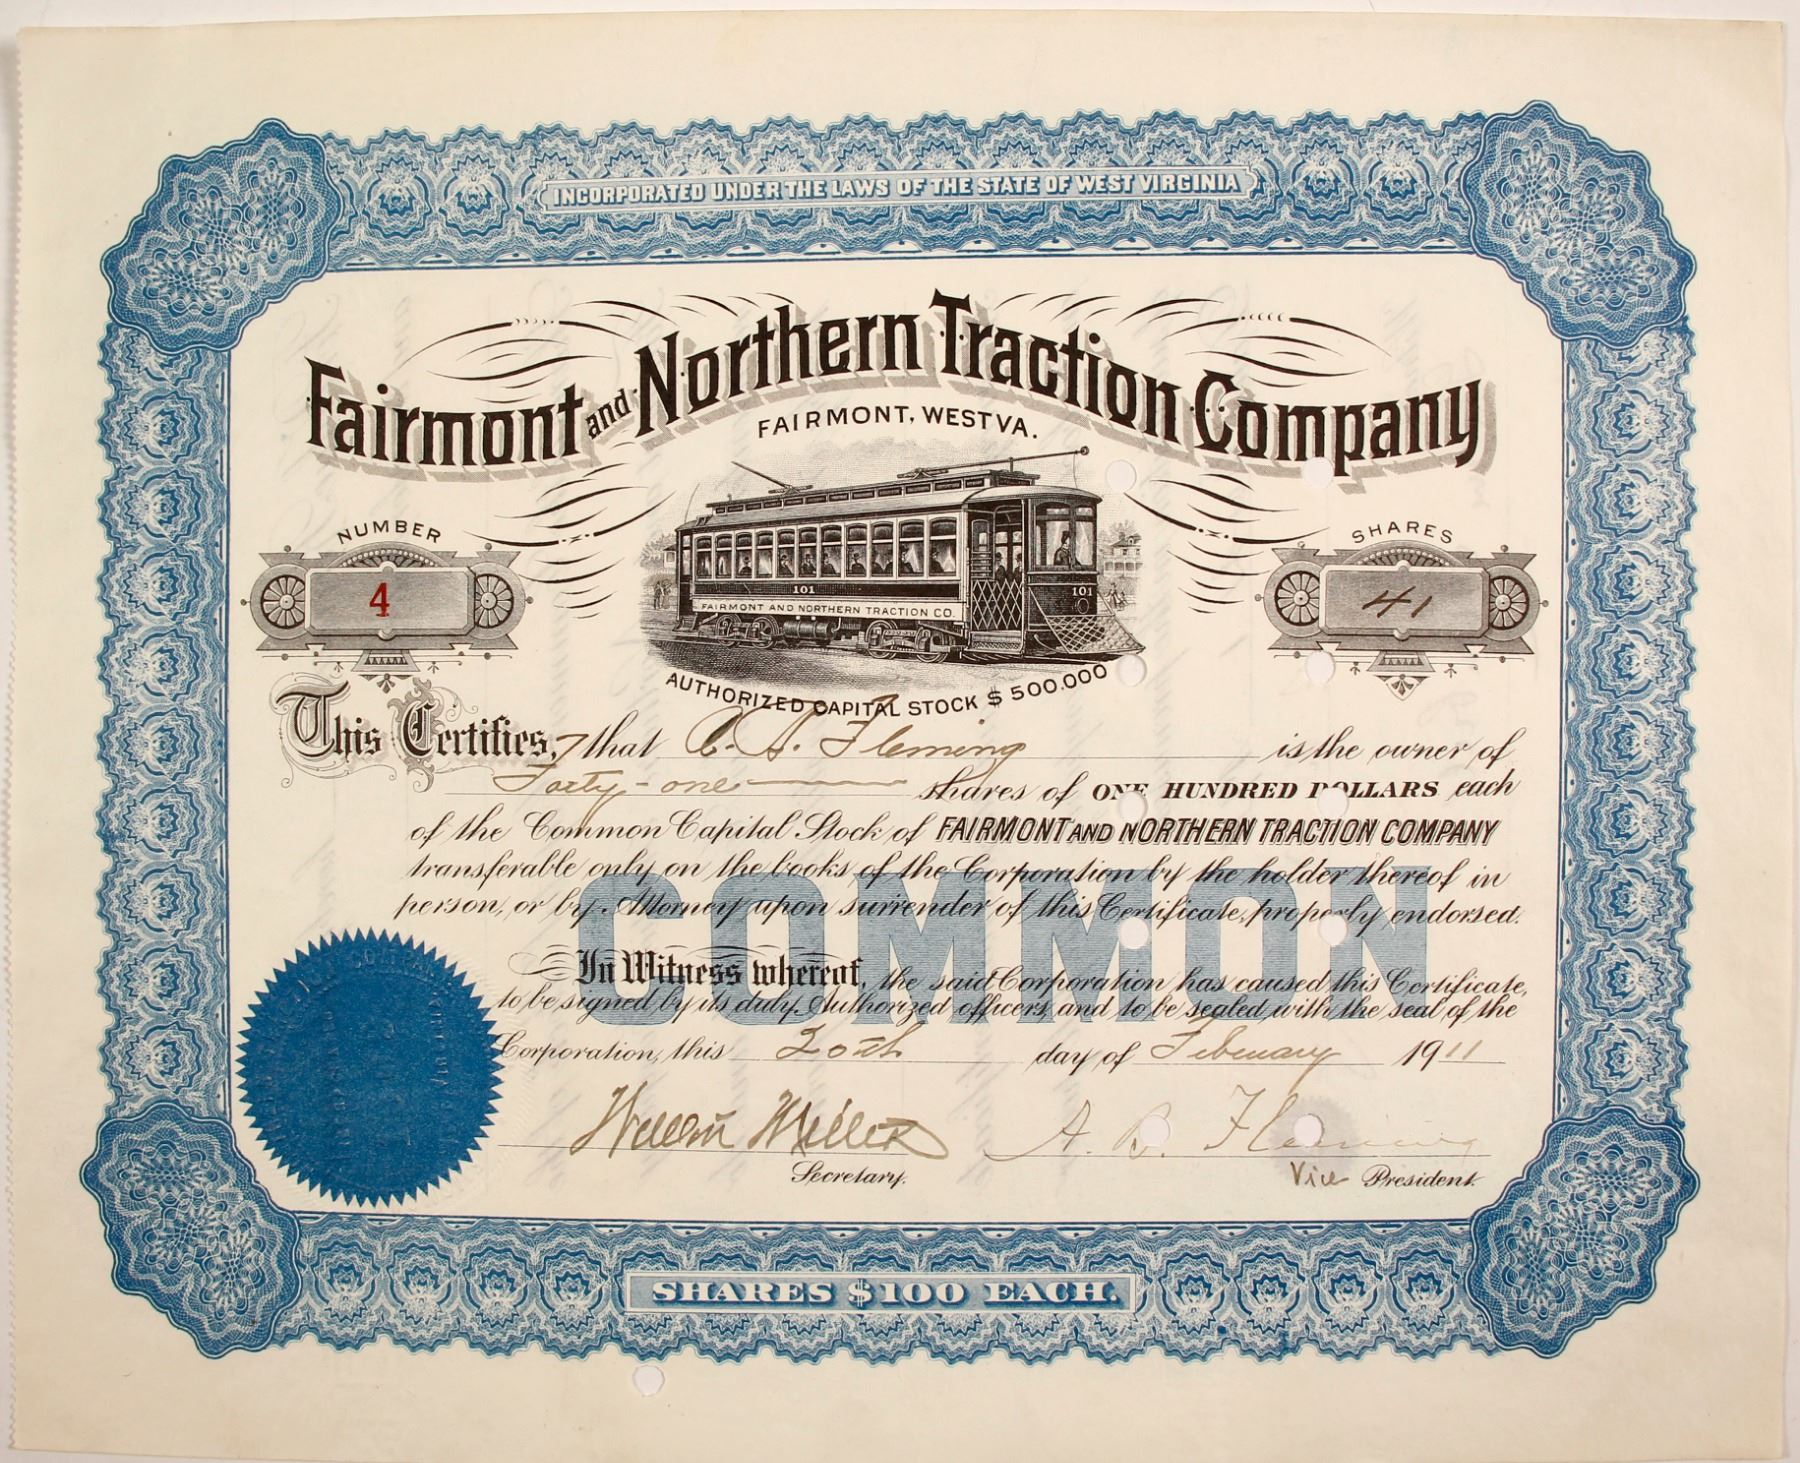 INCORPORATED UNDER THE LAWS OF THE STATE OF WEST VIRGINIA
Fairmont and Northern Traction Company
FAIRMONT, WEST VA.
NUMBER
4
SHARES
41
101
101
FAIRMONT AND NORTHERN TRACTION CO.
AUTHORIZED CAPITAL STOCK $500.000
This Certifies, that C. S. Fleming is the owner of
Forty-one shares of ONE HUNDRED DOLLARS each
of the Common Capital Stock of FAIRMONT AND NORTHERN TRACTION COMPANY
transferable only on the books of the Corporation by the holder thereof in
person, or by Attorney upon surrender of this Certificate, properly endorsed.
COMMON
In Witness whereof, the said Corporation has caused this Certificate,
to be signed by its duly Authorized officers, and to be sealed with the seal of the
Corporation, this 20th day of February 1911
Miller A. B. Fleming
Secretary. Vice President.
SHARES $100 EACH.